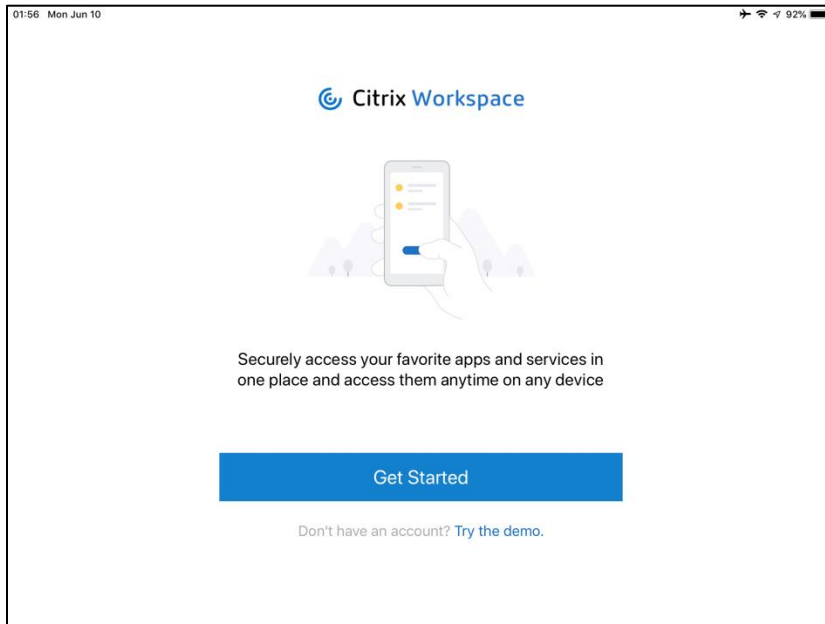 01:56 Mon Jun 10
92%
Citrix Workspace
Securely access your favorite apps and services in
one place and access them anytime on any device
Get Started
Don't have an account? Try the demo.